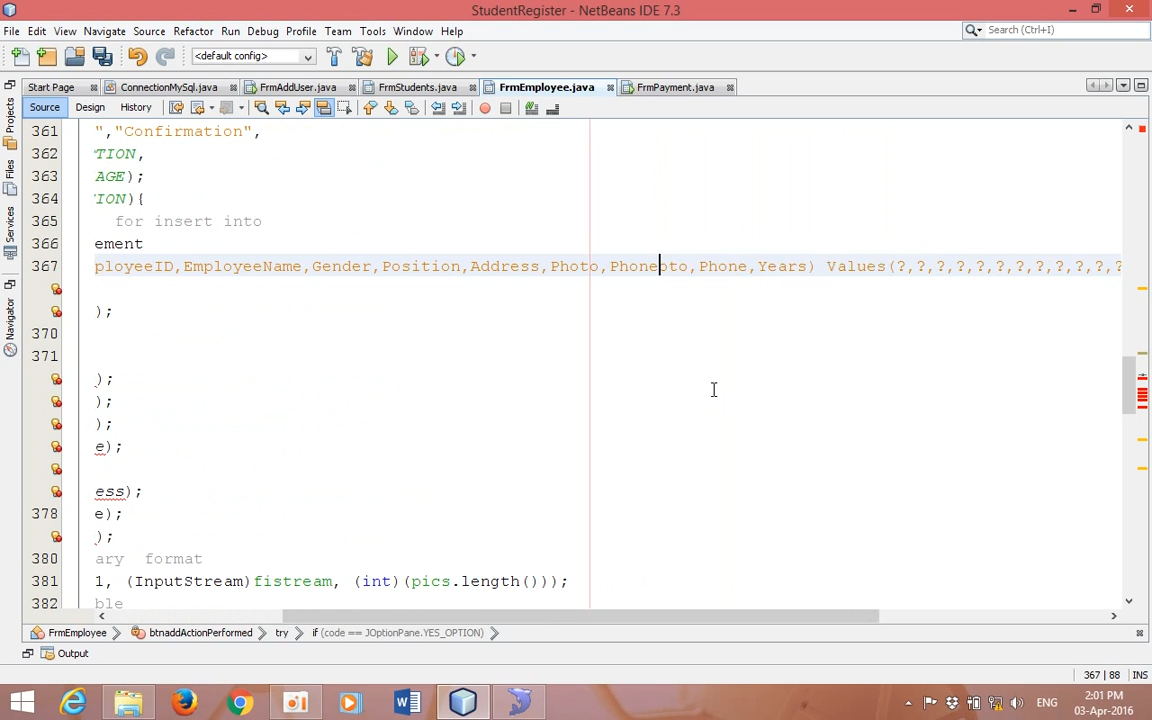 StudentRegister - NetBeans IDE 7.3
File Edit View Navigate Source Refactor Run Debug Profile Team Tools Window Help
Search (Ctrl+I)
<default config>
Start Page ConnectionMySql.java FrmAddUser.java FrmStudents.java FrmEmployee.java FrmPayment.java
Source Design History
Projects
Files
Services
Navigator
361 ","Confirmation",
362 TION,
363 AGE);
364 ION){
365 for insert into
366 ement
367 ployeeID,EmployeeName,Gender,Position,Address,Photo,Phoneoto,Phone,Years) Values(?,?,?,?,?,?,?,?,?,?,?,?
);
370
371
);
);
);
e);
ess);
378 e);
);
380 ary format
381 1, (InputStream)fistream, (int)(pics.length()));
382 ble
FrmEmployee btnaddActionPerformed try if (code == JOptionPane.YES_OPTION)
Output
367 | 88 INS
ENG
2:01 PM
03-Apr-2016